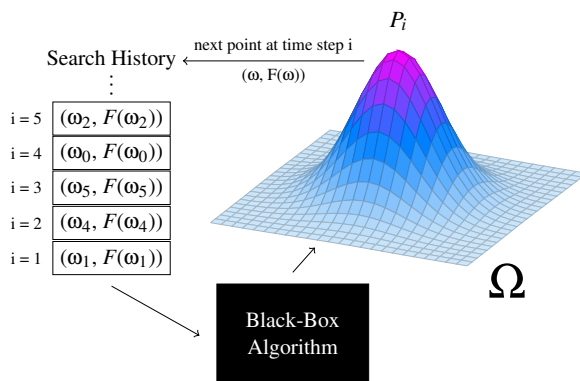 P_i
next point at time step i
Search History
(ω, F(ω))
⋮
i = 5 (ω₂, F(ω₂))
i = 4 (ω₀, F(ω₀))
i = 3 (ω₅, F(ω₅))
i = 2 (ω₄, F(ω₄))
i = 1 (ω₁, F(ω₁))
Ω
Black-Box
Algorithm